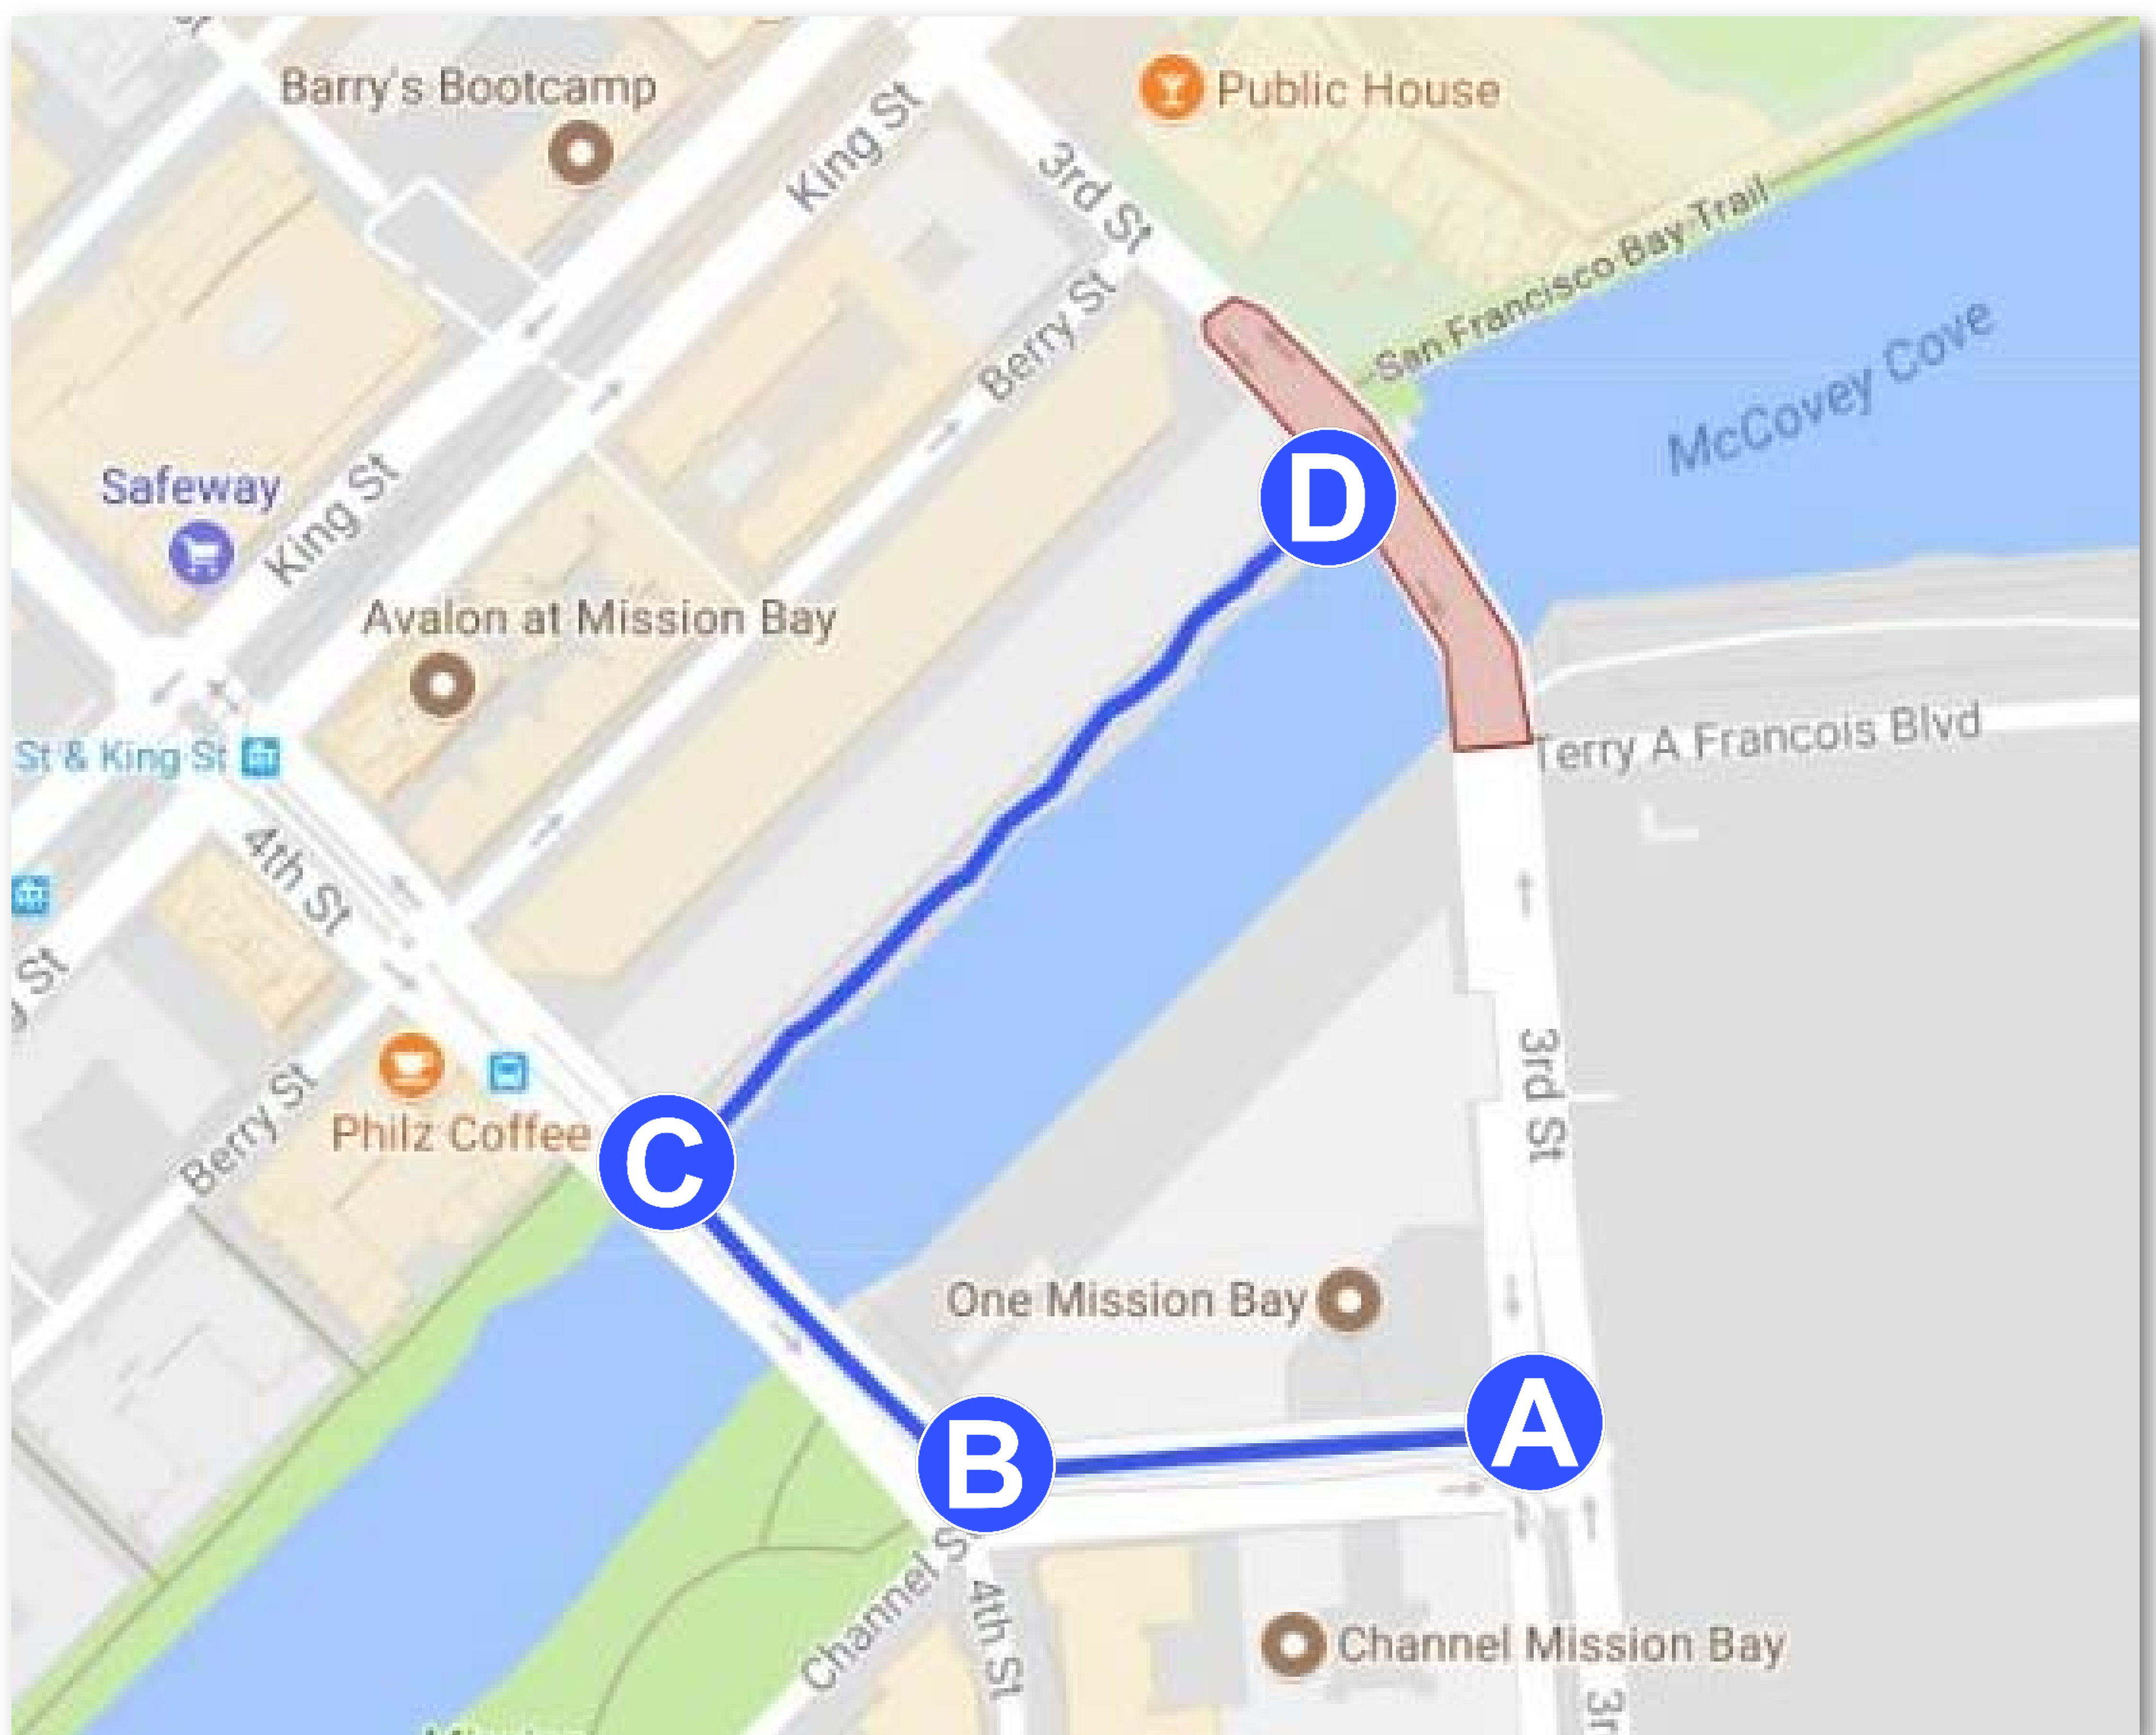 Barry's Bootcamp
Public House
King St
3rd St
San Francisco Bay Trail
Berry St
McCovey Cove
D
Safeway
King St
Avalon at Mission Bay
St & King St
Terry A Francois Blvd
4th St
St
3rd St
Philz Coffee
Berry St
C
One Mission Bay
A
B
Channel St
4th St
Channel Mission Bay